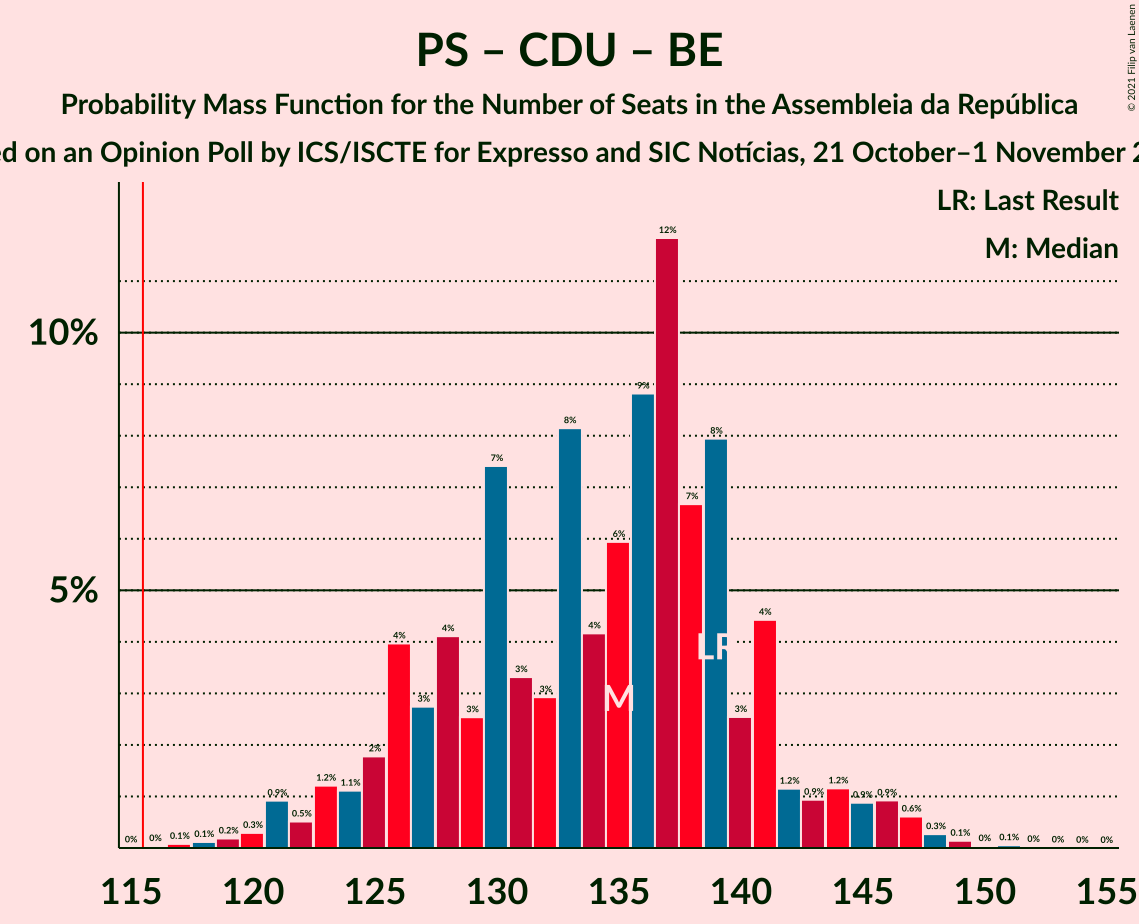 PS – CDU – BE
Probability Mass Function for the Number of Seats in the Assembleia da República
on an Opinion Poll by ICS/ISCTE for Expresso and SIC Notícias, 21 October–1 November
© 2021 Filip van Laenen
LR: Last Result
M: Median
10%
5%
0% 0% 0.1% 0.1% 0.2% 0.3% 0.9% 0.5% 1.2% 1.1% 2% 4% 3% 4% 3% 7% 3% 3% 8% 4% 6% 9% 12% 7% 8% 3% 4% 1.2% 0.9% 1.2% 0.9% 0.9% 0.6% 0.3% 0.1% 0% 0.1% 0% 0% 0% 0%
LR
M
115 120 125 130 135 140 145 150 155